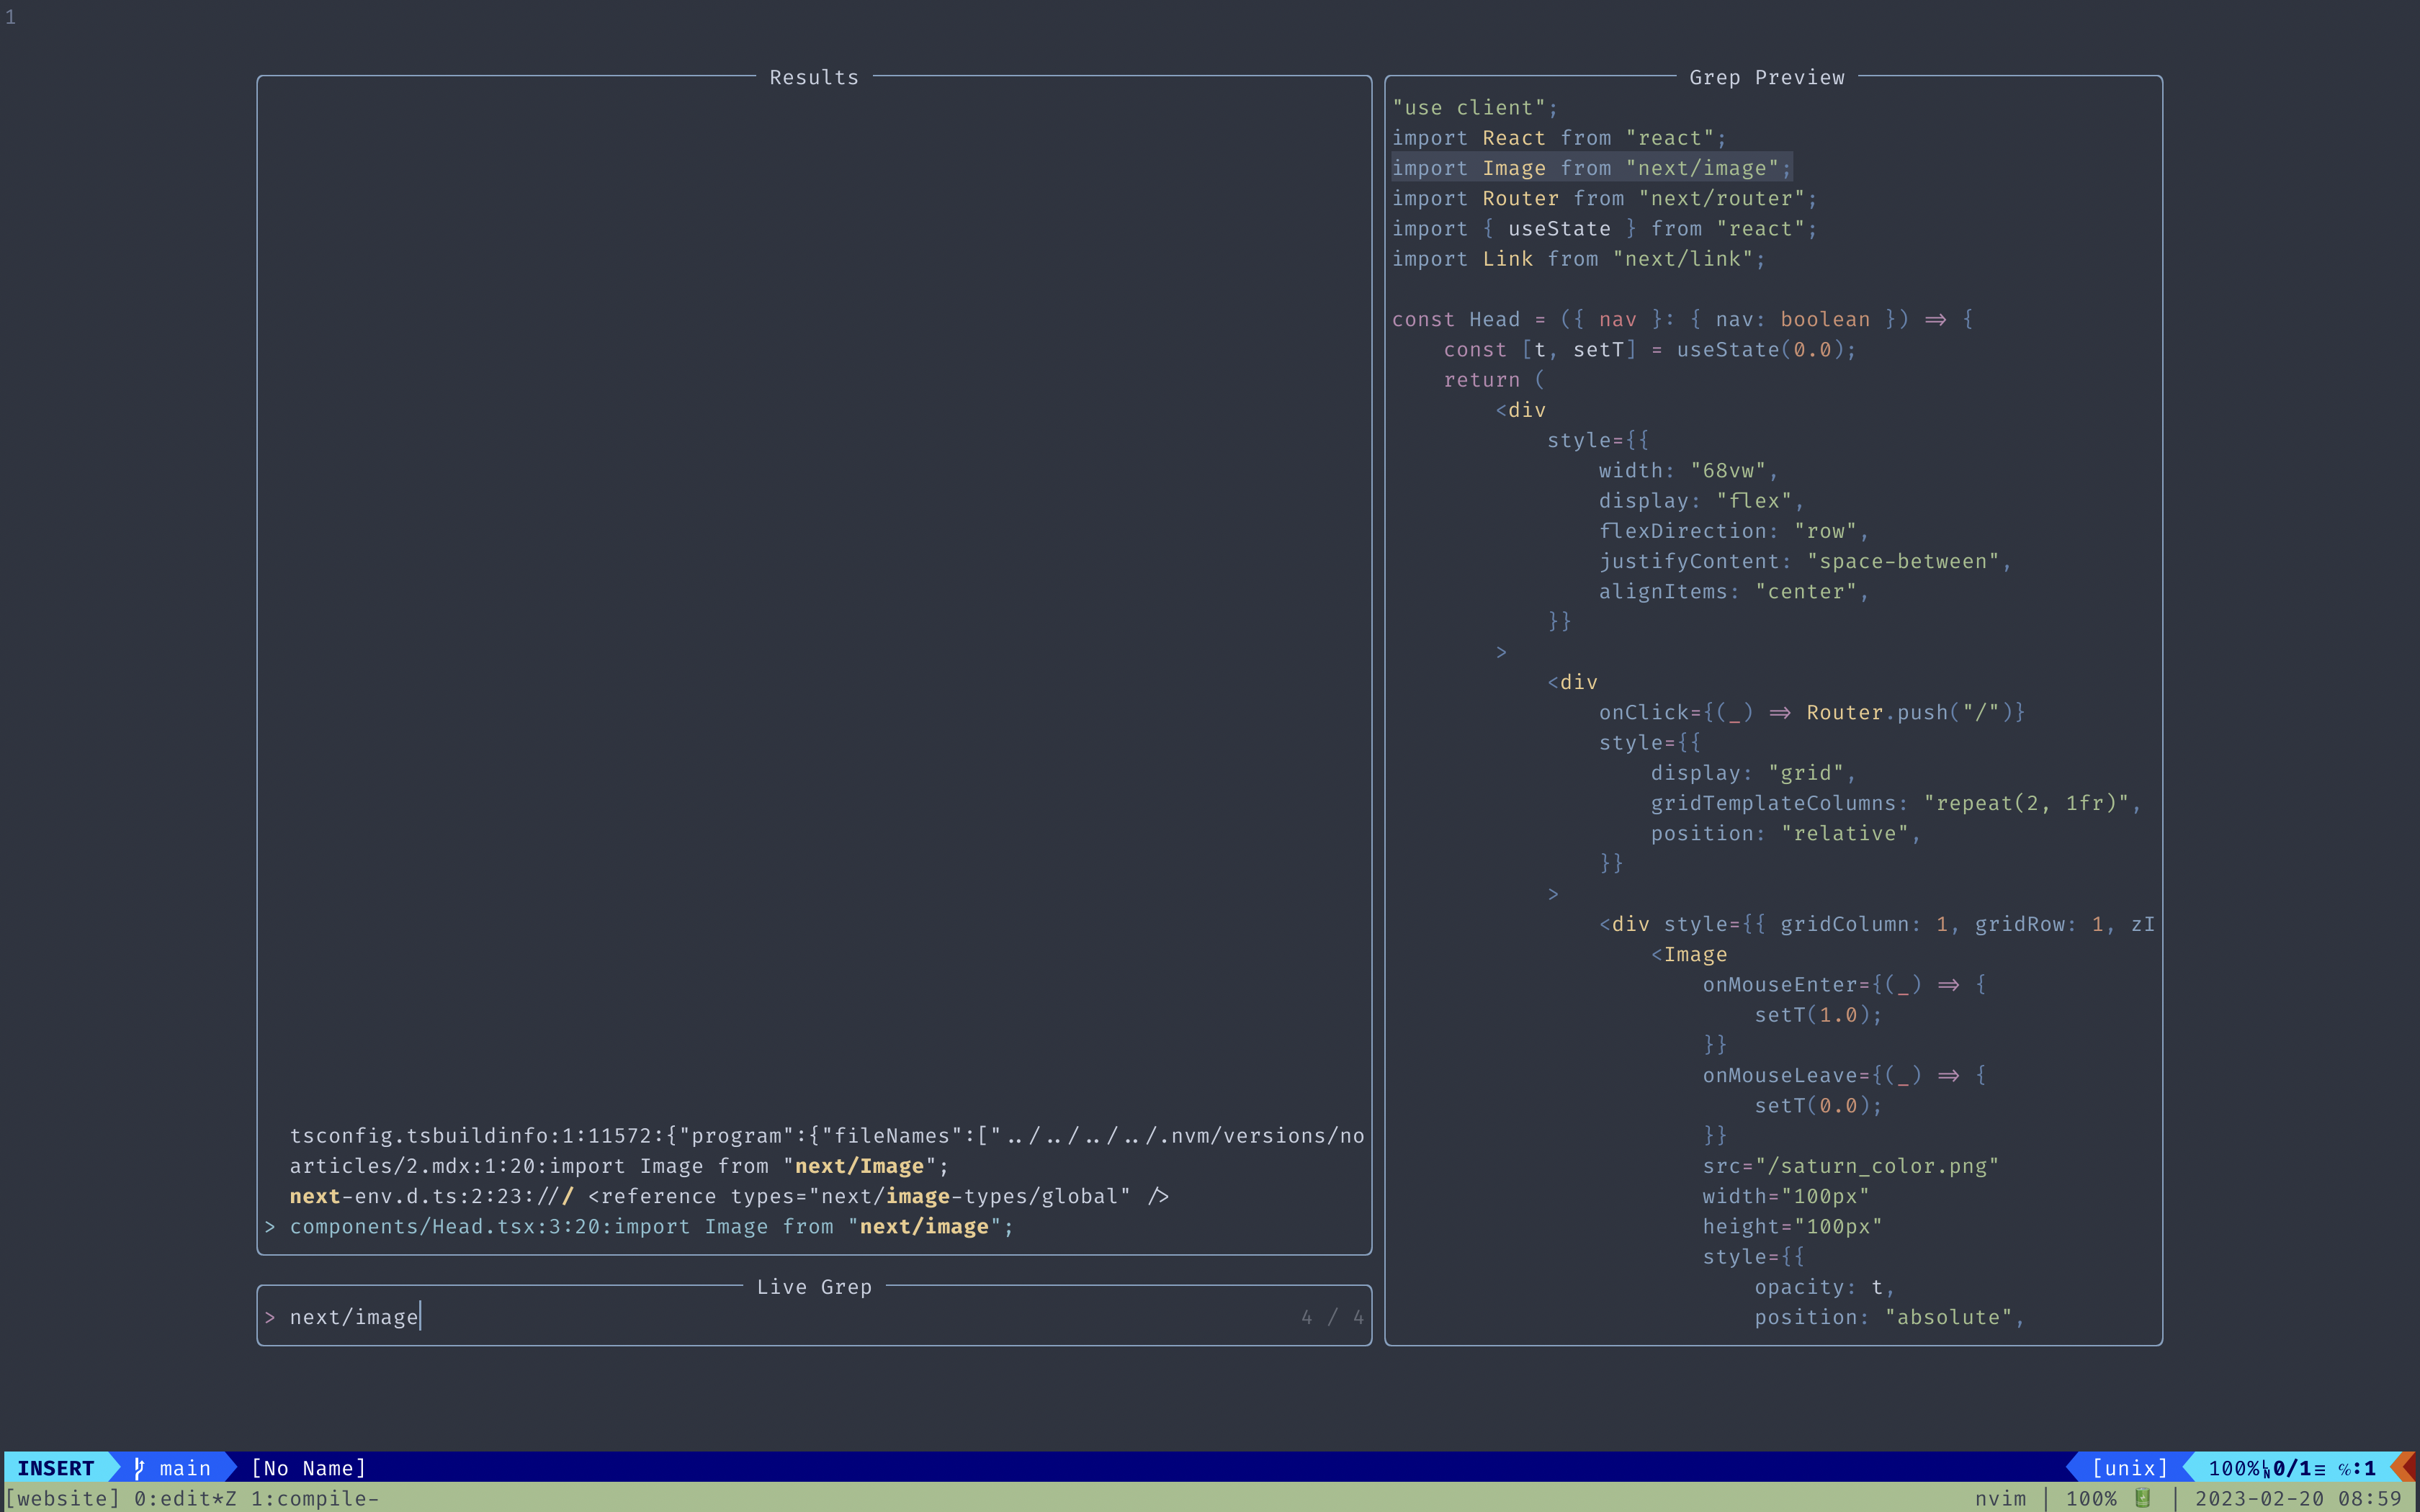 1
Results
tsconfig.tsbuildinfo:1:11572:{"program":{"fileNames":["../../../../.nvm/versions/no
articles/2.mdx:1:20:import Image from "next/Image";
next-env.d.ts:2:23:/// <reference types="next/image-types/global" />
> components/Head.tsx:3:20:import Image from "next/image";
Live Grep
> next/image 4 / 4
Grep Preview
"use client";
import React from "react";
import Image from "next/image";
import Router from "next/router";
import { useState } from "react";
import Link from "next/link";
const Head = ({ nav }: { nav: boolean }) => {
    const [t, setT] = useState(0.0);
    return (
        <div
            style={{
                width: "68vw",
                display: "flex",
                flexDirection: "row",
                justifyContent: "space-between",
                alignItems: "center",
            }}
        >
            <div
                onClick={(_) => Router.push("/")}
                style={{
                    display: "grid",
                    gridTemplateColumns: "repeat(2, 1fr)",
                    position: "relative",
                }}
            >
                <div style={{ gridColumn: 1, gridRow: 1, zI
                    <Image
                        onMouseEnter={(_) => {
                            setT(1.0);
                        }}
                        onMouseLeave={(_) => {
                            setT(0.0);
                        }}
                        src="/saturn_color.png"
                        width="100px"
                        height="100px"
                        style={{
                            opacity: t,
                            position: "absolute",
INSERT main [No Name] [unix] 100% 0/1≡ ℅:1
[website] 0:edit*Z 1:compile- nvim | 100% | 2023-02-20 08:59